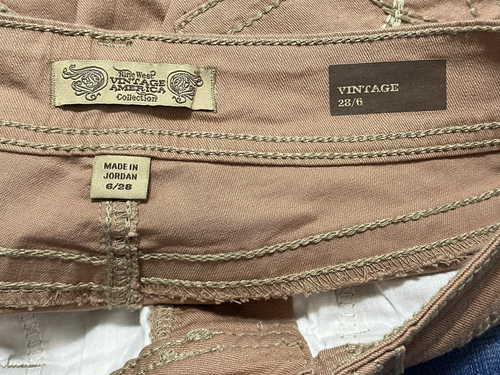 Nine West
VINTAGE
AMERICA
Collection
VINTAGE
28/6
MADE IN
JORDAN
6/28